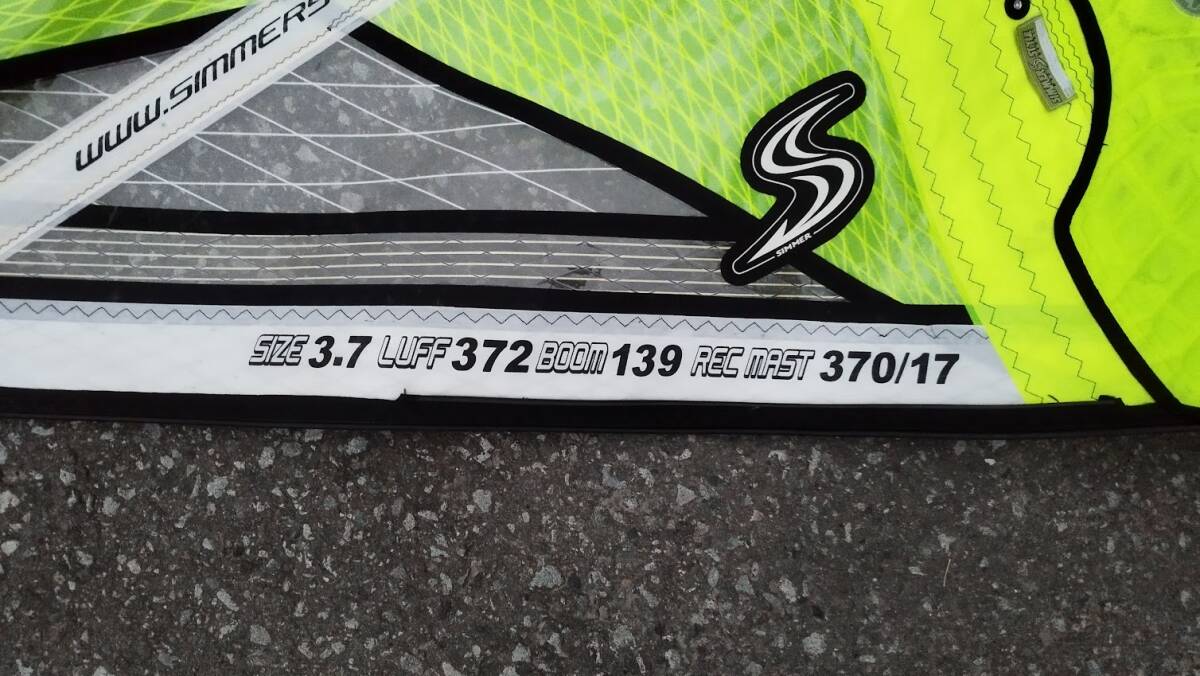 WWW.SIMMERS
SIMMER
SIZE 3.7 LUFF 372 BOOM 139 REC MAST 370/17